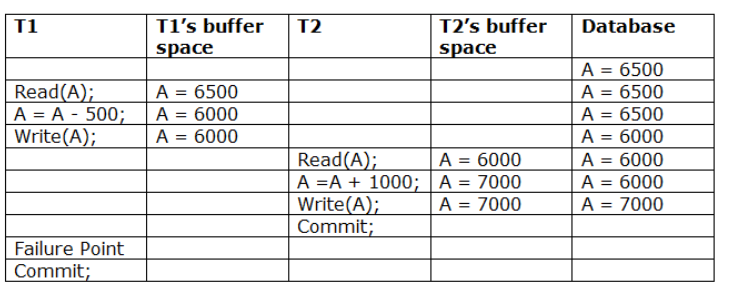 T1 T1's buffer space T2 T2's buffer space Database
A = 6500
Read(A); A = 6500 A = 6500
A = A - 500; A = 6000 A = 6500
Write(A); A = 6000 A = 6000
Read(A); A = 6000 A = 6000
A =A + 1000; A = 7000 A = 6000
Write(A); A = 7000 A = 7000
Commit;
Failure Point
Commit;